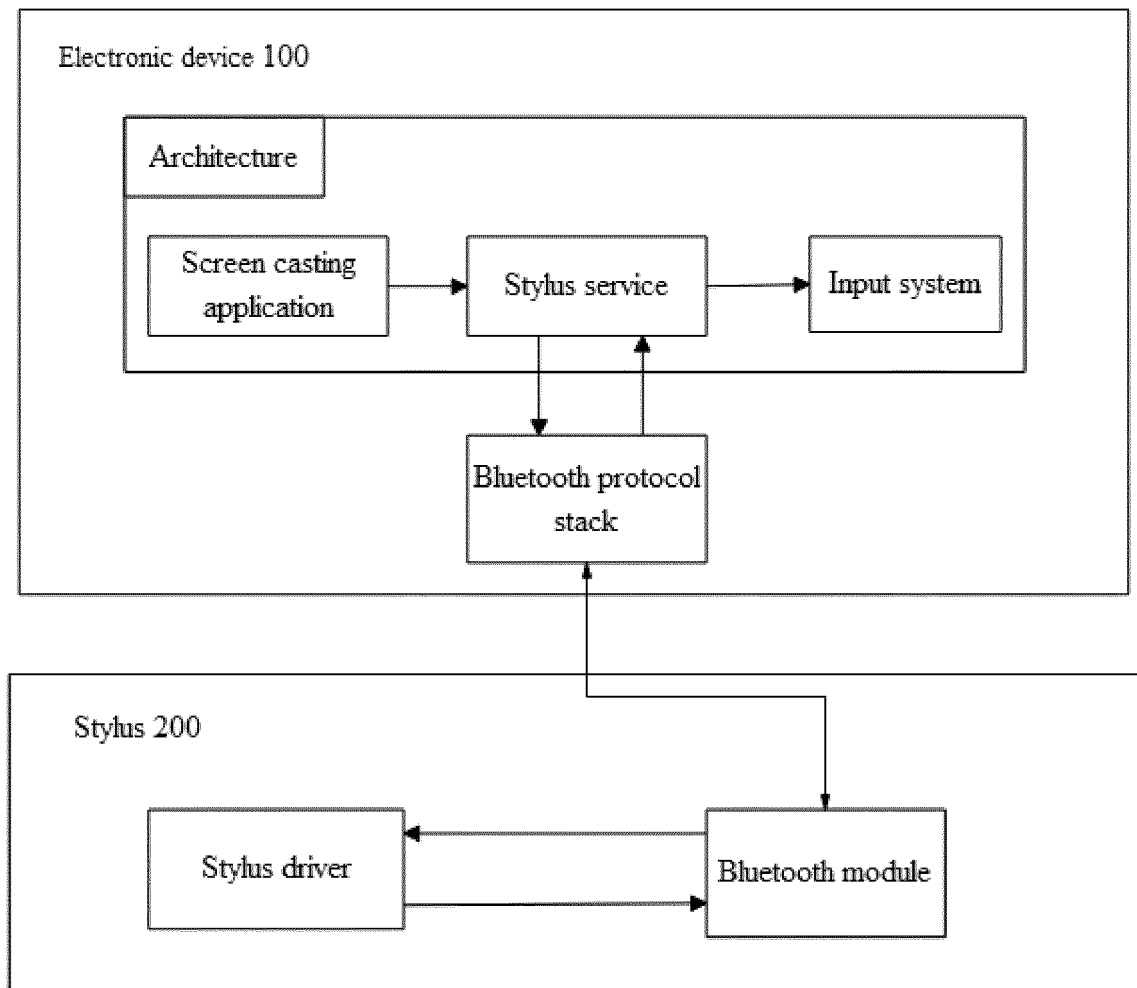 Electronic device 100
Architecture
Screen casting
application
Stylus service
Input system
Bluetooth protocol
stack
Stylus 200
Stylus driver
Bluetooth module